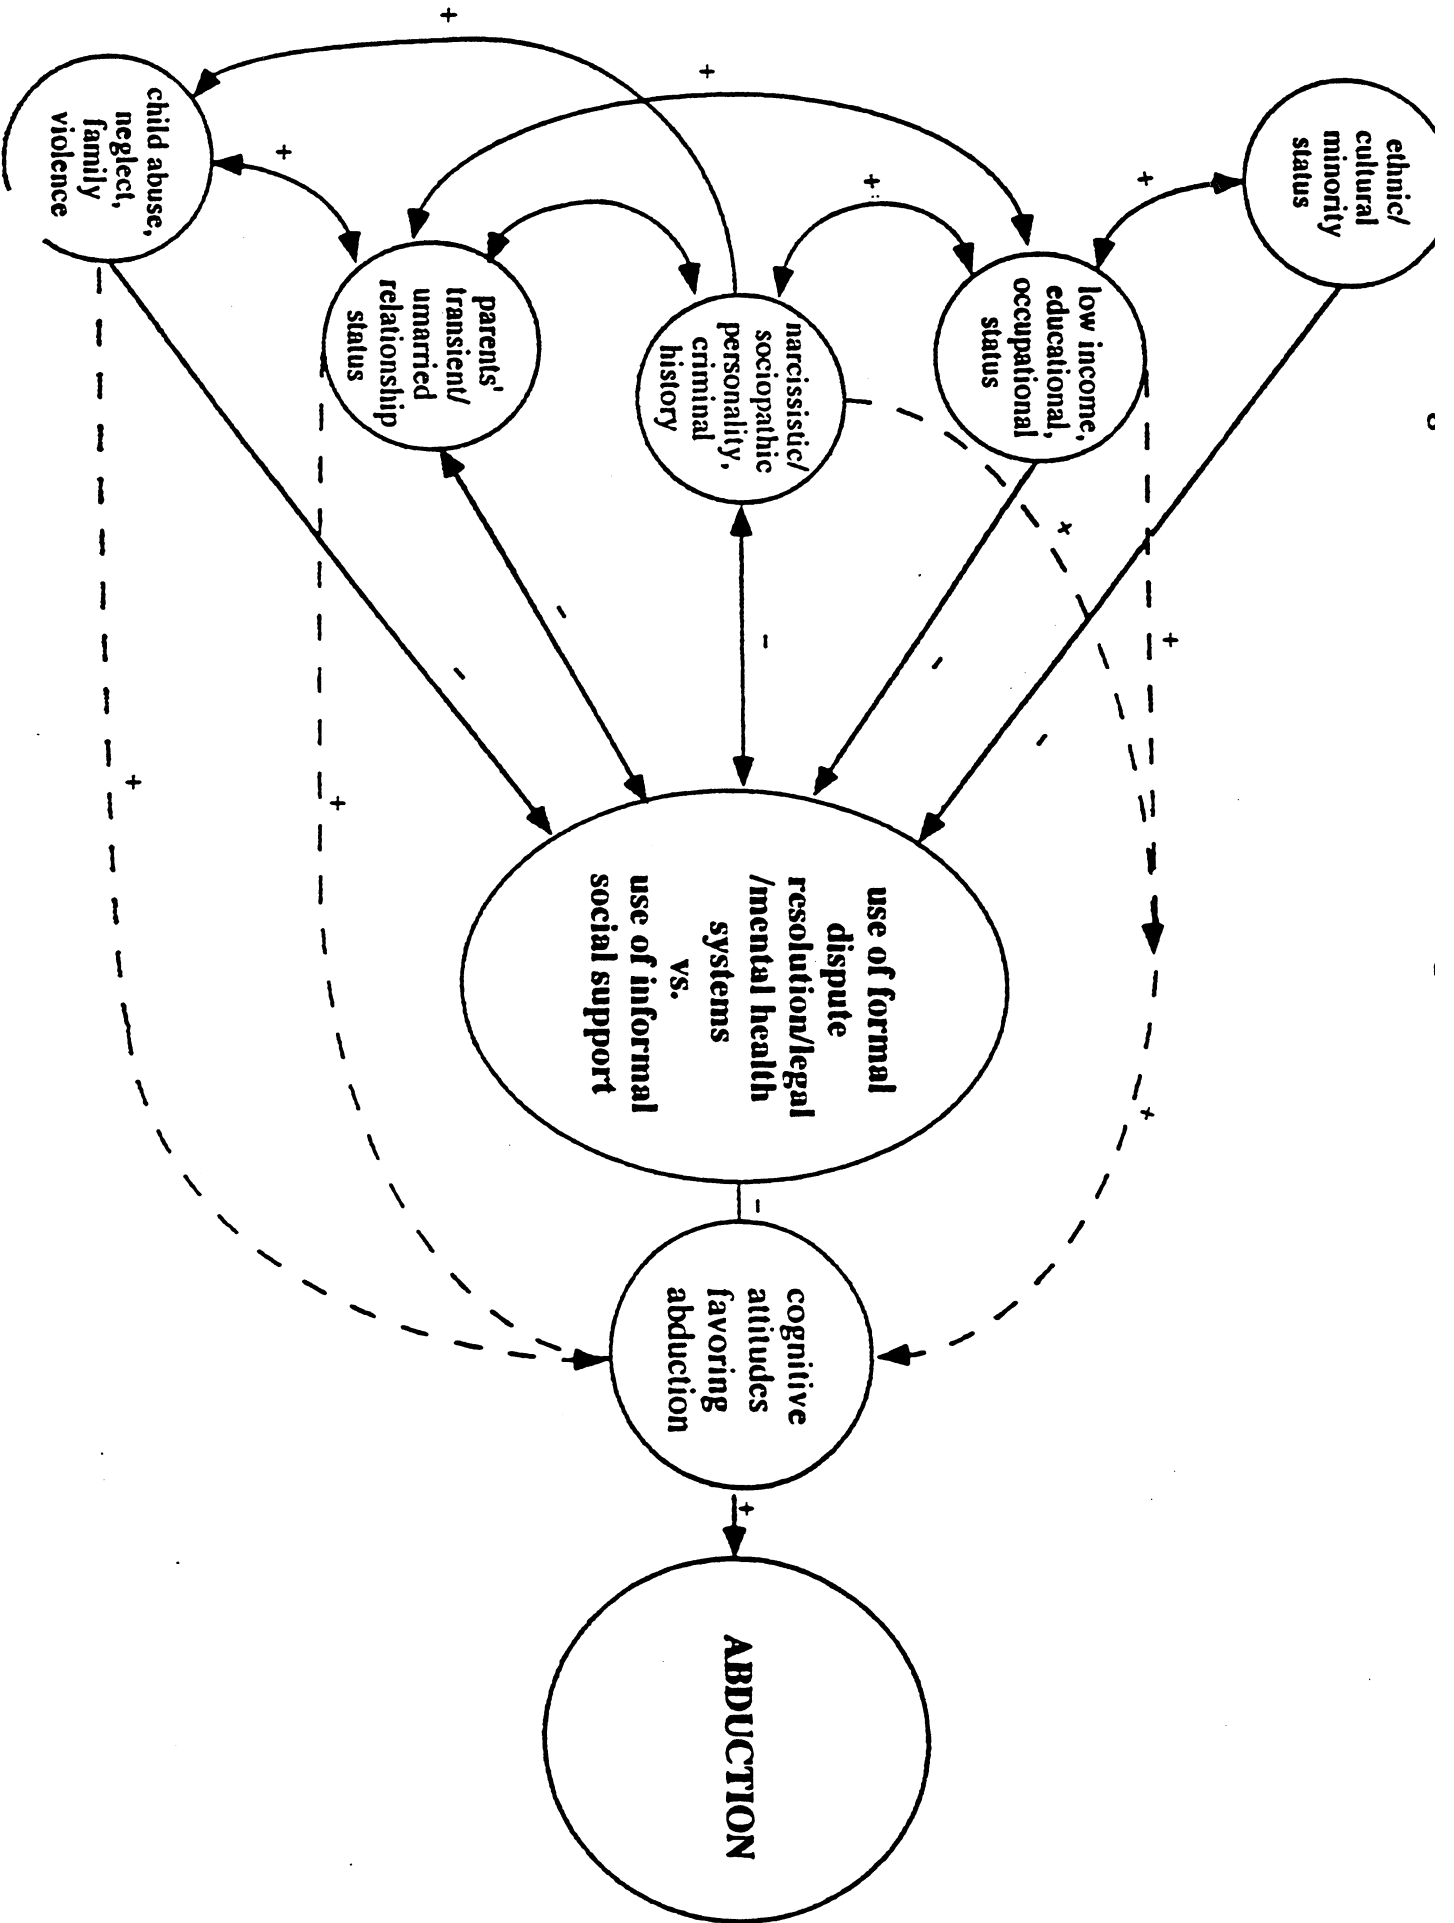 ethnic/
cultural
minority
status
+
low income,
educational,
occupational
status
+
+
narcissistic/
sociopathic
personality,
criminal
history
+
parents'
transient/
umarried
relationship
status
+
child abuse,
neglect,
family
violence
+
+
+
-
-
-
-
-
+
+
+
use of formal
dispute
resolution/legal
/mental health
systems
vs.
use of informal
social support
-
cognitive
attitudes
favoring
abduction
+
ABDUCTION